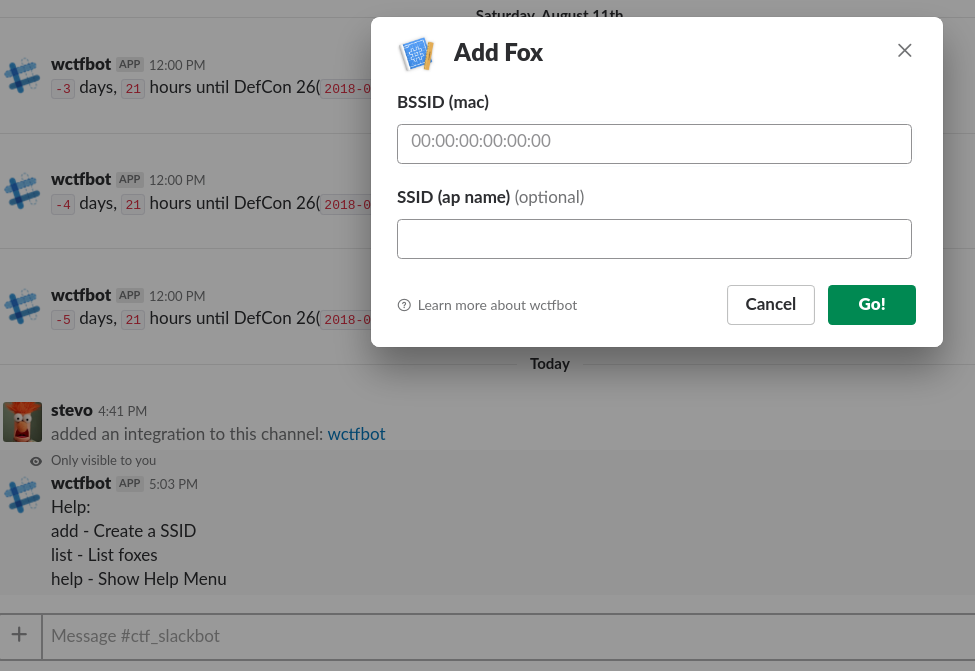 Saturday, August 11th
wctfbot APP 12:00 PM
-3 days, 21 hours until DefCon 26(2018-0
wctfbot APP 12:00 PM
-4 days, 21 hours until DefCon 26(2018-0
wctfbot APP 12:00 PM
-5 days, 21 hours until DefCon 26(2018-0
Add Fox
BSSID (mac)
00:00:00:00:00:00
SSID (ap name) (optional)
Learn more about wctfbot
Cancel
Go!
Today
stevo 4:41 PM
added an integration to this channel: wctfbot
Only visible to you
wctfbot APP 5:03 PM
Help:
add - Create a SSID
list - List foxes
help - Show Help Menu
Message #ctf_slackbot